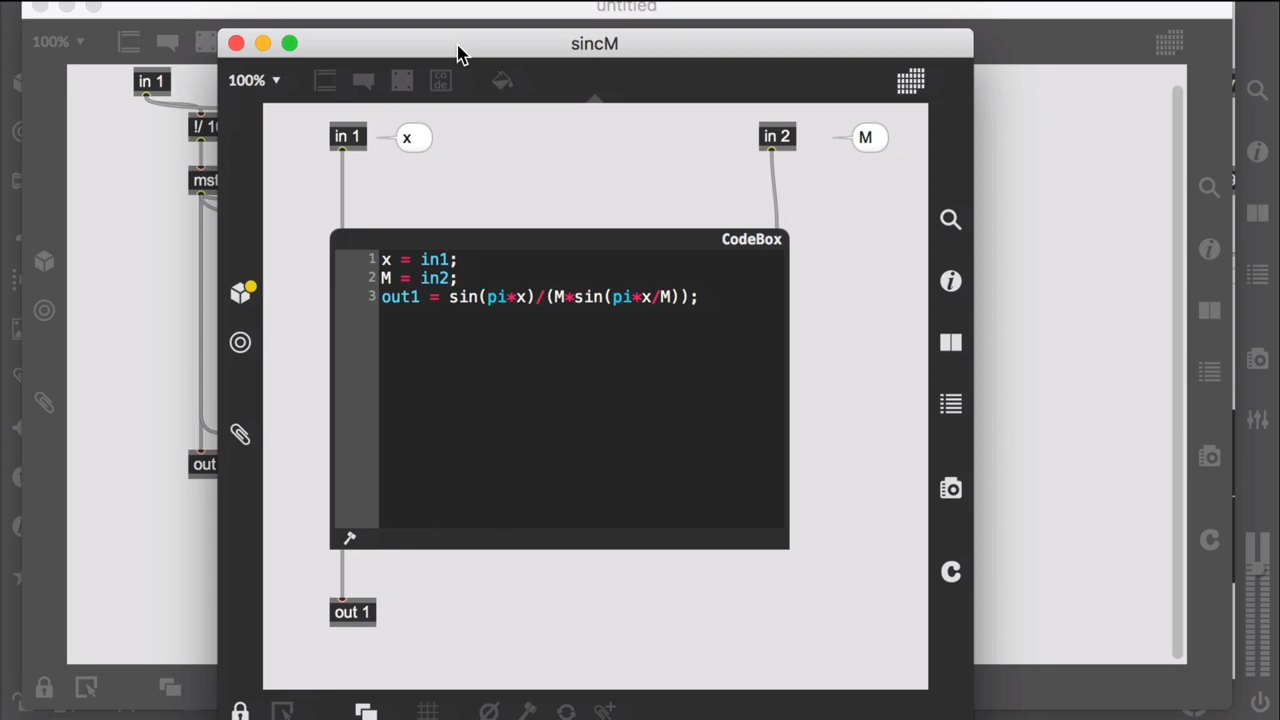 untitled
100%
sincM
100%
in 1
x
in 2
M
in 1
CodeBox
1 x = in1;
2 M = in2;
3 out1 = sin(pi*x)/(M*sin(pi*x/M));
out
out 1